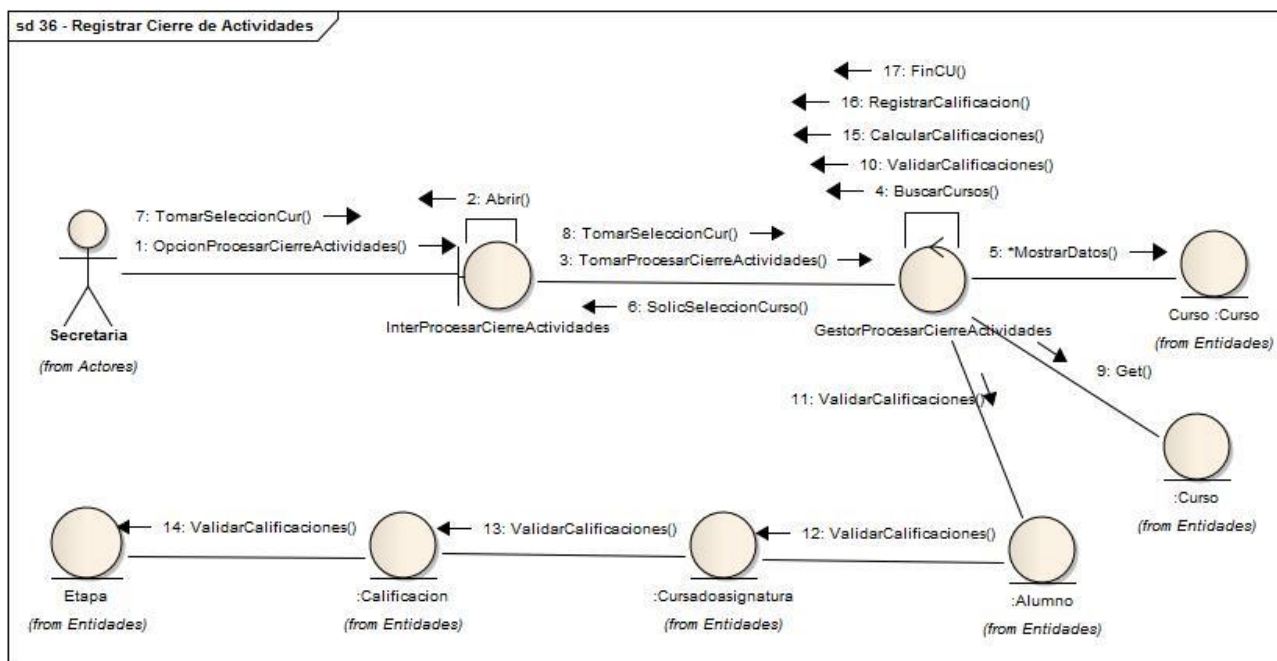 sd 36 - Registrar Cierre de Actividades
17: FinCU()
16: RegistrarCalificacion()
15: CalcularCalificaciones()
10: ValidarCalificaciones()
4: BuscarCursos()
2: Abrir()
7: TomarSeleccionCur()
1: OpcionProcesarCierreActividades()
8: TomarSeleccionCur()
3: TomarProcesarCierreActividades()
5: *MostrarDatos()
6: SolicSeleccionCurso()
Secretaria
(from Actores)
InterProcesarCierreActividades
GestorProcesarCierreActividades
Curso :Curso
(from Entidades)
9: Get()
11: ValidarCalificaciones()
:Curso
(from Entidades)
14: ValidarCalificaciones()
13: ValidarCalificaciones()
12: ValidarCalificaciones()
Etapa
(from Entidades)
:Calificacion
(from Entidades)
:Cursadoasignatura
(from Entidades)
:Alumno
(from Entidades)